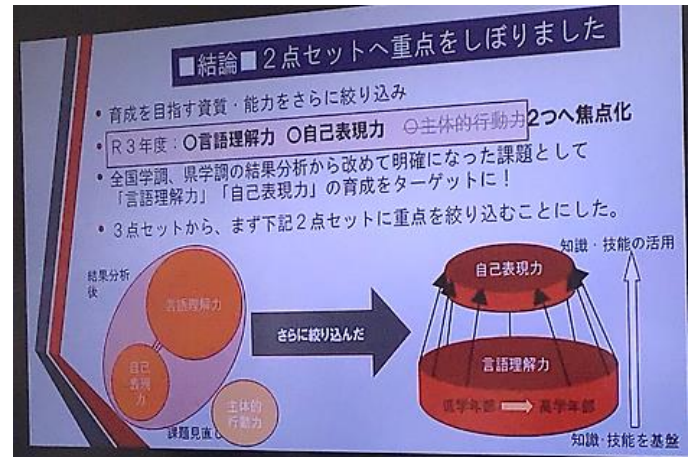 ■結論■２点セットへ重点をしぼりました
• 育成を目指す資質・能力をさらに絞り込み
• R３年度：〇言語理解力 〇自己表現力 〇主体的行動力 2つへ焦点化
• 全国学調、県学調の結果分析から改めて明確になった課題として
「言語理解力」「自己表現力」の育成をターゲットに！
• ３点セットから、まず下記２点セットに重点を絞り込むことにした。
結果分析
後
言語理解力
自己
表現
力
主体的
行動力
課題見直し
さらに絞り込んだ
知識・技能の活用
自己表現力
言語理解力
低学年部
高学年部
知識・技能を基盤